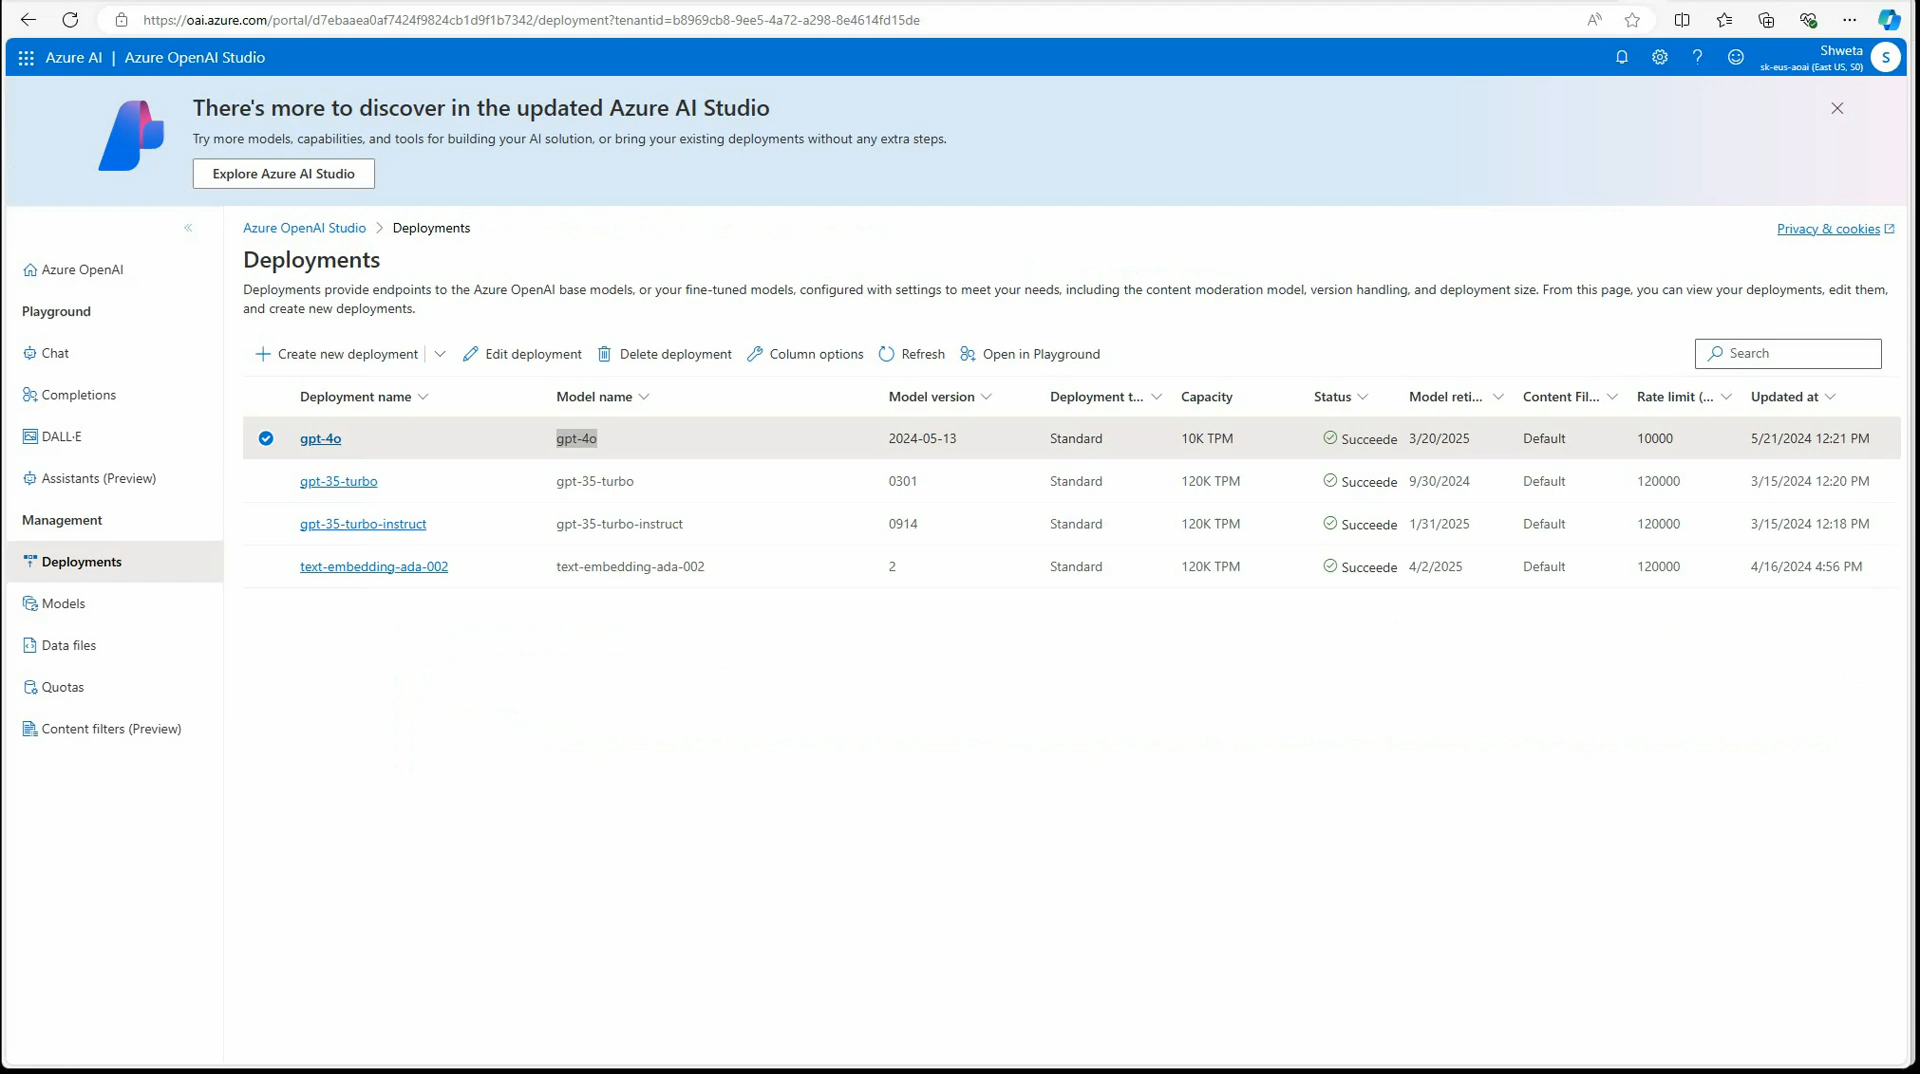 https://oai.azure.com/portal/d7ebaaea0af7424f9824cb1d9f1b7342/deployment?tenantid=b8969cb8-9ee5-4a72-a298-8e4614fd15de
Azure AI | Azure OpenAI Studio
Shweta
sk-eus-aoai (East US, S0)
S
There's more to discover in the updated Azure AI Studio
Try more models, capabilities, and tools for building your AI solution, or bring your existing deployments without any extra steps.
Explore Azure AI Studio
Azure OpenAI Studio > Deployments
Privacy & cookies
Azure OpenAI
Playground
Chat
Completions
DALL·E
Assistants (Preview)
Management
Deployments
Models
Data files
Quotas
Content filters (Preview)
Deployments
Deployments provide endpoints to the Azure OpenAI base models, or your fine-tuned models, configured with settings to meet your needs, including the content moderation model, version handling, and deployment size. From this page, you can view your deployments, edit them,
and create new deployments.
Create new deployment Edit deployment Delete deployment Column options Refresh Open in Playground Search
Deployment name Model name Model version Deployment t... Capacity Status Model reti... Content Fil... Rate limit (... Updated at
gpt-4o gpt-4o 2024-05-13 Standard 10K TPM Succeede 3/20/2025 Default 10000 5/21/2024 12:21 PM
gpt-35-turbo gpt-35-turbo 0301 Standard 120K TPM Succeede 9/30/2024 Default 120000 3/15/2024 12:20 PM
gpt-35-turbo-instruct gpt-35-turbo-instruct 0914 Standard 120K TPM Succeede 1/31/2025 Default 120000 3/15/2024 12:18 PM
text-embedding-ada-002 text-embedding-ada-002 2 Standard 120K TPM Succeede 4/2/2025 Default 120000 4/16/2024 4:56 PM